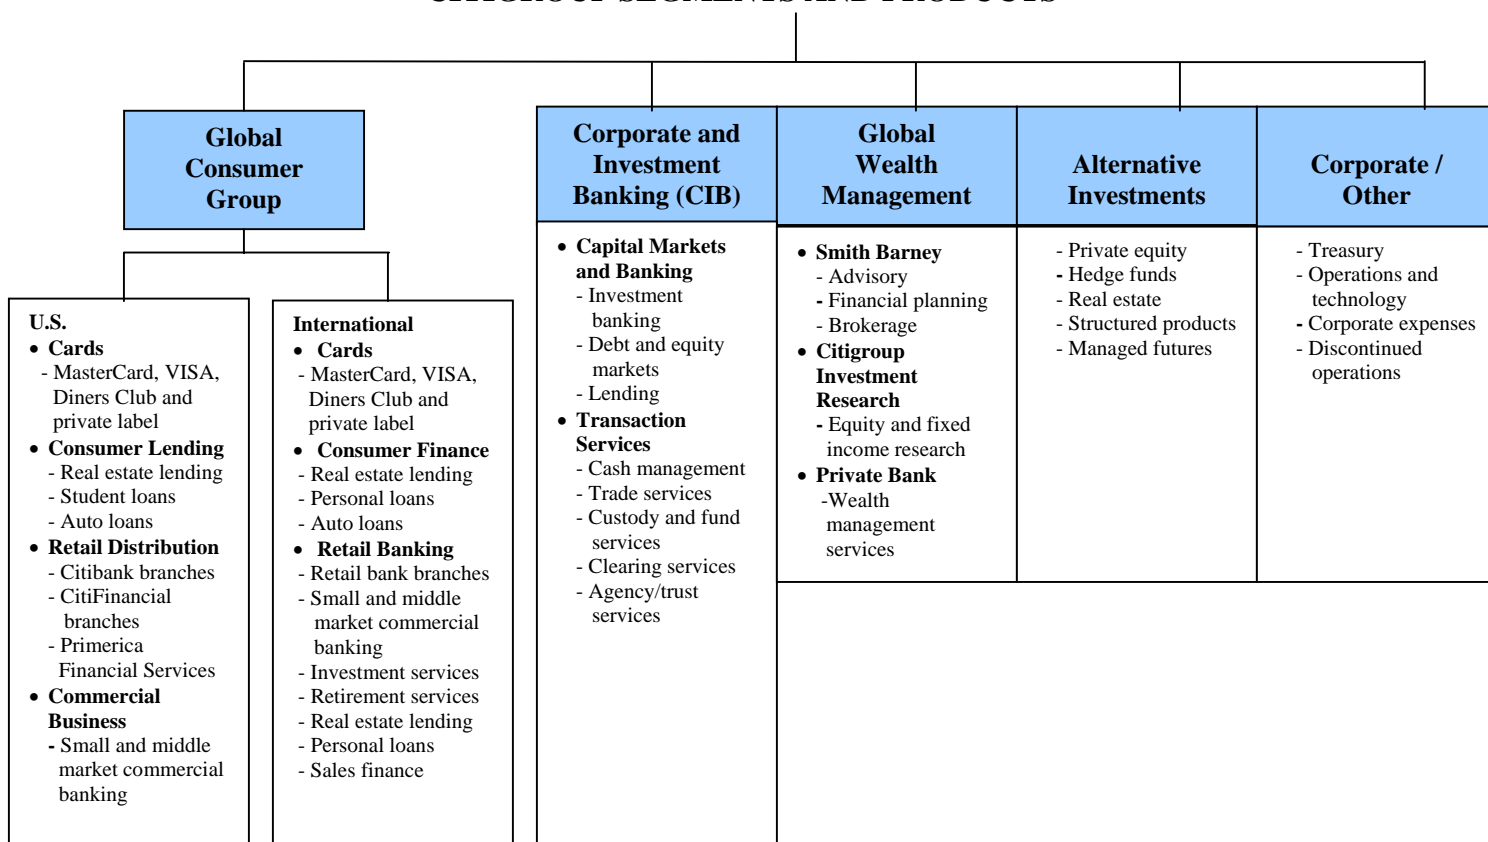 CITIGROUP SEGMENTS AND PRODUCTS
Global
Consumer
Group
Corporate and
Investment
Banking (CIB)
Global
Wealth
Management
Alternative
Investments
Corporate /
Other
U.S.
• Cards
- MasterCard, VISA,
Diners Club and
private label
• Consumer Lending
- Real estate lending
- Student loans
- Auto loans
• Retail Distribution
- Citibank branches
- CitiFinancial
branches
- Primerica
Financial Services
• Commercial
Business
- Small and middle
market commercial
banking
International
• Cards
- MasterCard, VISA,
Diners Club and
private label
• Consumer Finance
- Real estate lending
- Personal loans
- Auto loans
• Retail Banking
- Retail bank branches
- Small and middle
market commercial
banking
- Investment services
- Retirement services
- Real estate lending
- Personal loans
- Sales finance
• Capital Markets
and Banking
- Investment
banking
- Debt and equity
markets
- Lending
• Transaction
Services
- Cash management
- Trade services
- Custody and fund
services
- Clearing services
- Agency/trust
services
• Smith Barney
- Advisory
- Financial planning
- Brokerage
• Citigroup
Investment
Research
- Equity and fixed
income research
• Private Bank
-Wealth
management
services
- Private equity
- Hedge funds
- Real estate
- Structured products
- Managed futures
- Treasury
- Operations and
technology
- Corporate expenses
- Discontinued
operations